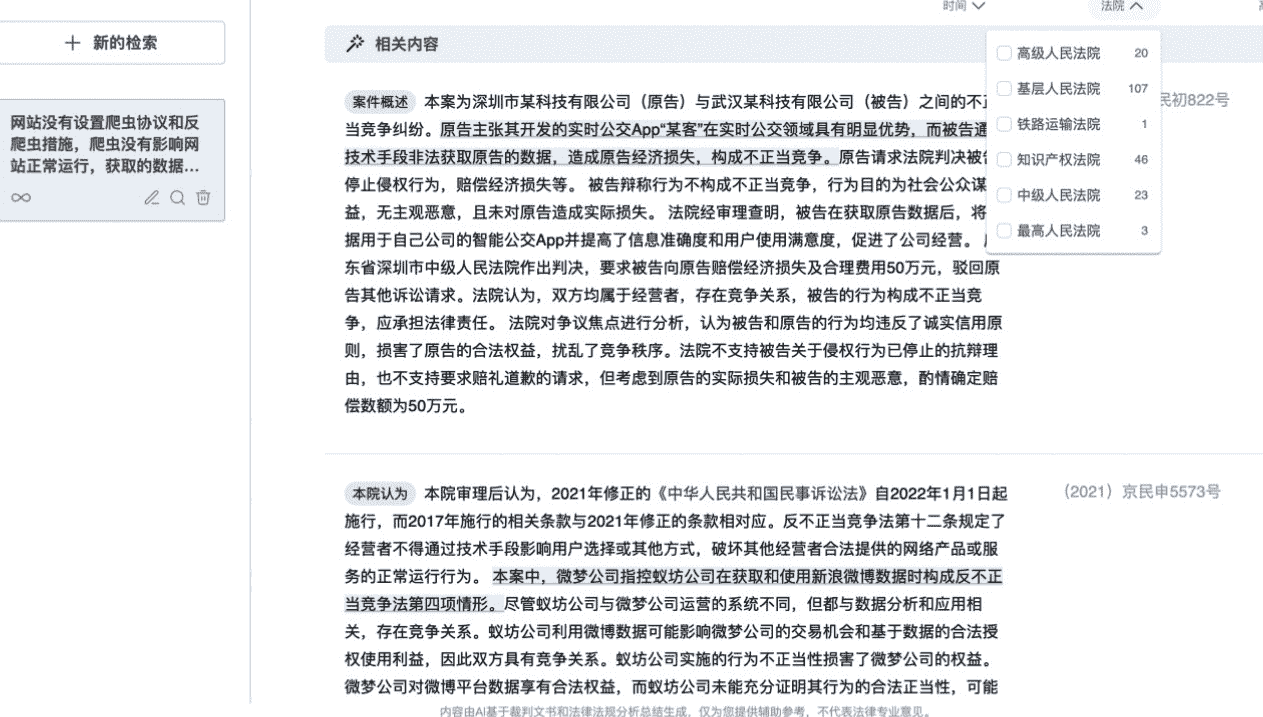 时间
法院
新的检索
网站没有设置爬虫协议和反
爬虫措施，爬虫没有影响网
站正常运行，获取的数据...
相关内容
高级人民法院 20
基层人民法院 107
铁路运输法院 1
知识产权法院 46
中级人民法院 23
最高人民法院 3
民初822号
案件概述 本案为深圳市某科技有限公司（原告）与武汉某科技有限公司（被告）之间的不正
当竞争纠纷。原告主张其开发的实时公交App“某客”在实时公交领域具有明显优势，而被告通
技术手段非法获取原告的数据，造成原告经济损失，构成不正当竞争。原告请求法院判决被告
停止侵权行为，赔偿经济损失等。 被告辩称行为不构成不正当竞争，行为目的为社会公众谋
益，无主观恶意，且未对原告造成实际损失。 法院经审理查明，被告在获取原告数据后，将
据用于自己公司的智能公交App并提高了信息准确度和用户使用满意度，促进了公司经营。
东省深圳市中级人民法院作出判决，要求被告向原告赔偿经济损失及合理费用50万元，驳回原
告其他诉讼请求。法院认为，双方均属于经营者，存在竞争关系，被告的行为构成不正当竞
争，应承担法律责任。 法院对争议焦点进行分析，认为被告和原告的行为均违反了诚实信用原
则，损害了原告的合法权益，扰乱了竞争秩序。法院不支持被告关于侵权行为已停止的抗辩理
由，也不支持要求赔礼道歉的请求，但考虑到原告的实际损失和被告的主观恶意，酌情确定赔
偿数额为50万元。
本院认为 本院审理后认为，2021年修正的《中华人民共和国民事诉讼法》自2022年1月1日起
施行，而2017年施行的相关条款与2021年修正的条款相对应。反不正当竞争法第十二条规定了
经营者不得通过技术手段影响用户选择或其他方式，破坏其他经营者合法提供的网络产品或服
务的正常运行行为。 本案中，微梦公司指控蚁坊公司在获取和使用新浪微博数据时构成反不正
当竞争法第四项情形。尽管蚁坊公司与微梦公司运营的系统不同，但都与数据分析和应用相
关，存在竞争关系。蚁坊公司利用微博数据可能影响微梦公司的交易机会和基于数据的合法授
权使用利益，因此双方具有竞争关系。蚁坊公司实施的行为不正当性损害了微梦公司的权益。
微梦公司对微博平台数据享有合法权益，而蚁坊公司未能充分证明其行为的合法正当性，可能
（2021）京民申5573号
内容由AI基于裁判文书和法律法规分析总结生成，仅为您提供辅助参考，不代表法律专业意见。